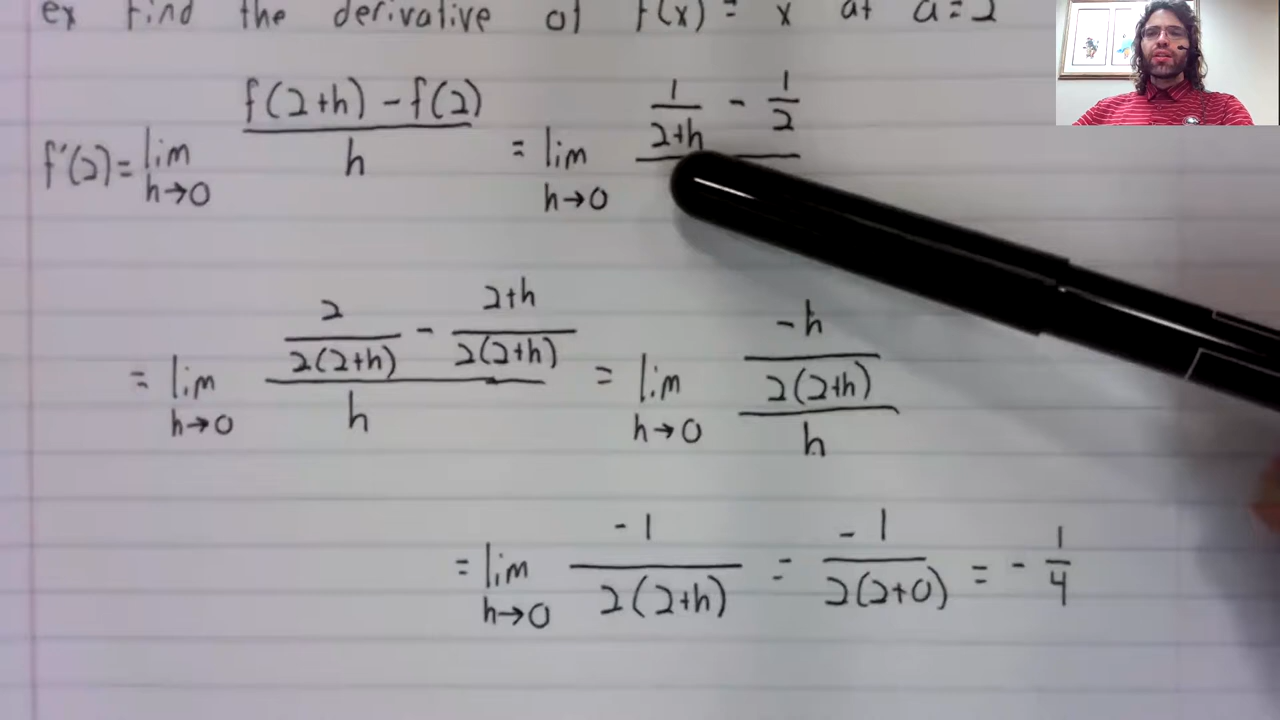 ex Find the derivative of f(x) = x at a=2
f'(2) = lim h→0 f(2+h) - f(2) / h = lim h→0 1/(2+h) - 1/2
= lim h→0 2/2(2+h) - 2+h/2(2+h) / h = lim h→0 -h/2(2+h) / h
= lim h→0 -1/2(2+h) = -1/2(2+0) = - 1/4